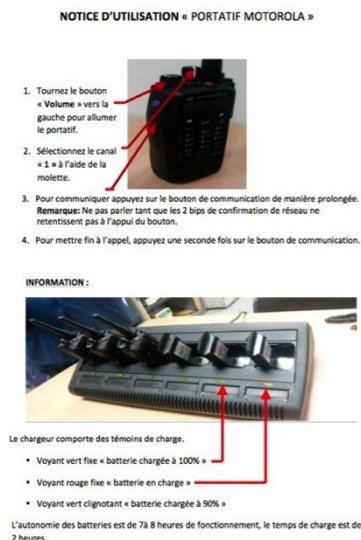 NOTICE D'UTILISATION « PORTATIF MOTOROLA »
1. Tournez le bouton
« Volume » vers la
gauche pour allumer
le portatif.
2. Sélectionnez le canal
« 1 » à l'aide de la
molette.
3. Pour communiquer appuyez sur le bouton de communication de manière prolongée.
Remarque: Ne pas parler tant que les 2 bips de confirmation de réseau ne
retentissent pas à l'appui du bouton.
4. Pour mettre fin à l'appel, appuyez une seconde fois sur le bouton de communication.
INFORMATION :
Le chargeur comporte des témoins de charge.
• Voyant vert fixe « batterie chargée à 100% »
• Voyant rouge fixe « batterie en charge »
• Voyant vert clignotant « batterie chargée à 90% »
L'autonomie des batteries est de 7à 8 heures de fonctionnement, le temps de charge est de
2 heures.